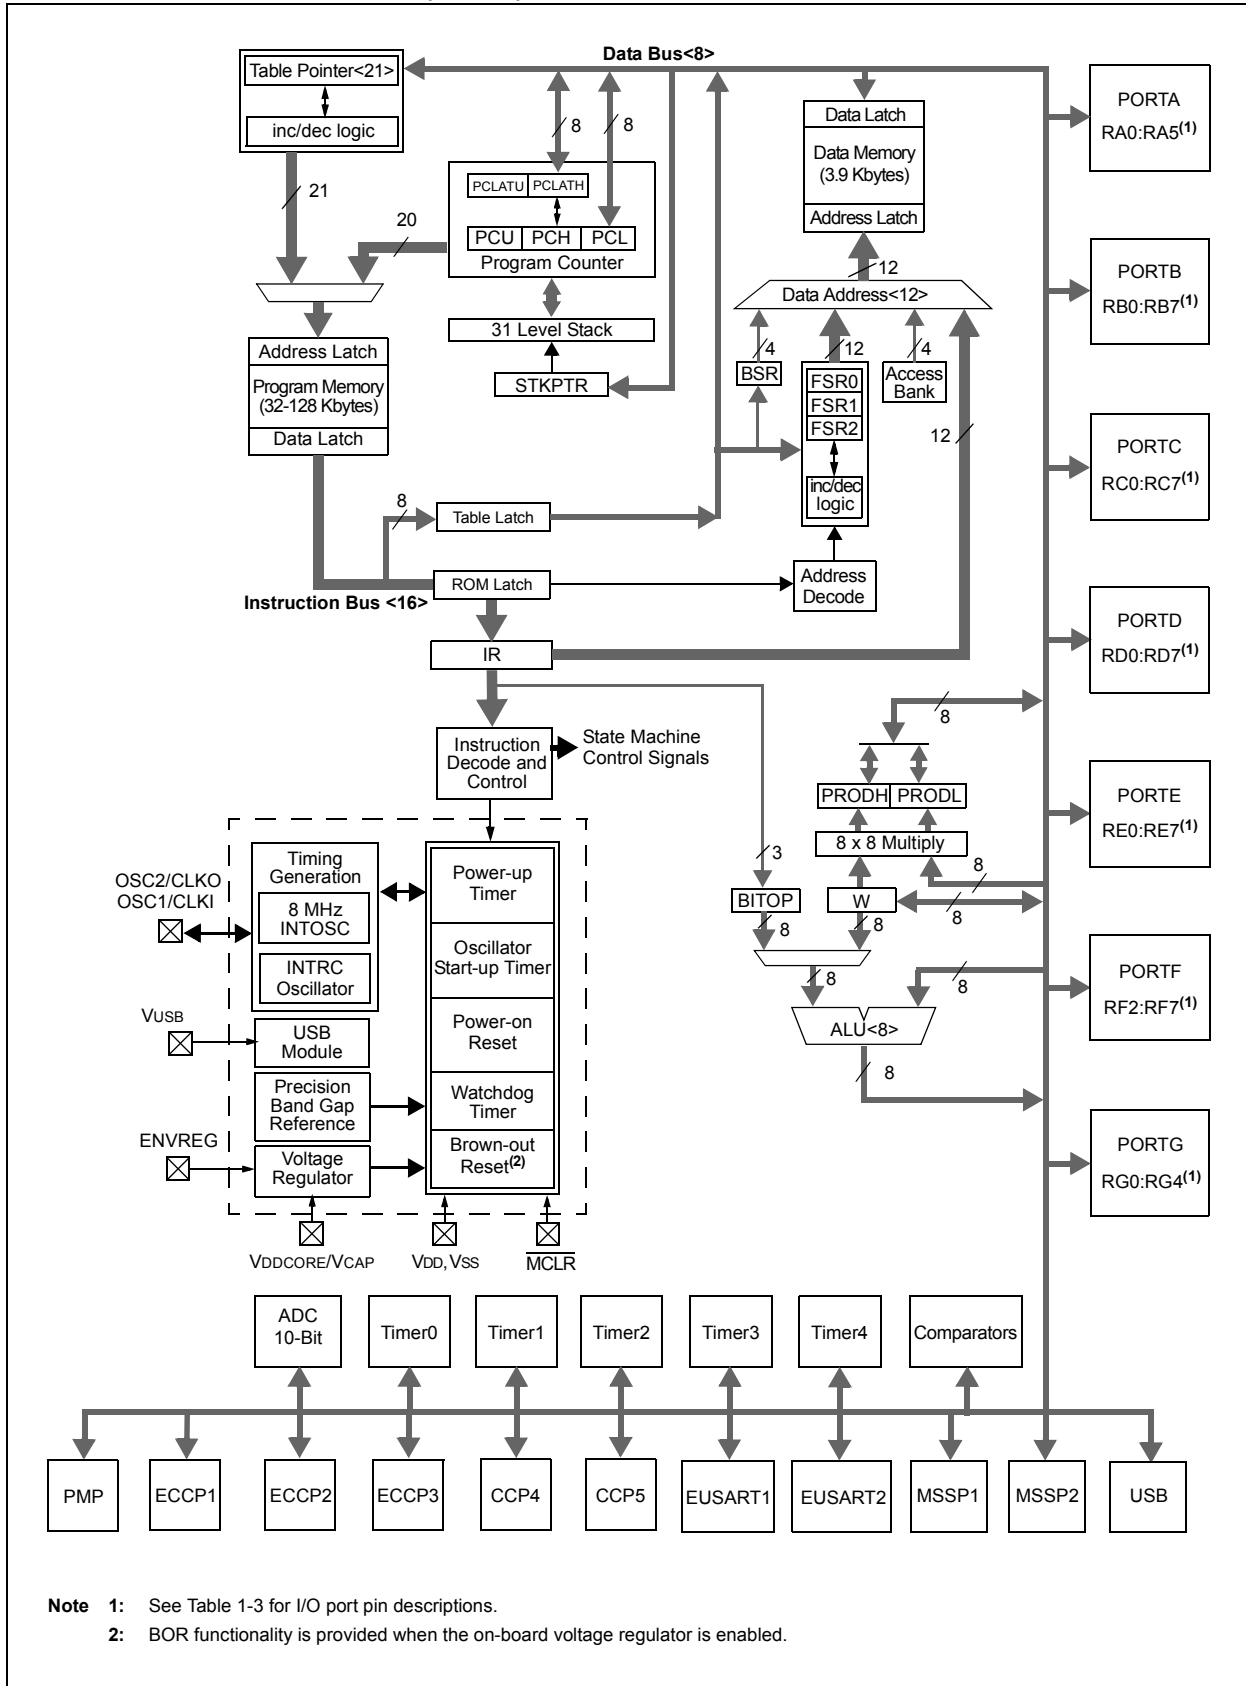 Data Bus<8>
Table Pointer<21>
inc/dec logic
21
20
8
8
PCLATU
PCLATH
PCU
PCH
PCL
Program Counter
31 Level Stack
STKPTR
Address Latch
Program Memory
(32-128 Kbytes)
Data Latch
8
Table Latch
ROM Latch
Instruction Bus <16>
IR
Data Latch
Data Memory
(3.9 Kbytes)
Address Latch
12
Data Address<12>
4
12
4
BSR
FSR0
FSR1
FSR2
inc/dec
logic
Access
Bank
12
Address
Decode
PORTA
RA0:RA5(1)
PORTB
RB0:RB7(1)
PORTC
RC0:RC7(1)
PORTD
RD0:RD7(1)
PORTE
RE0:RE7(1)
PORTF
RF2:RF7(1)
PORTG
RG0:RG4(1)
Instruction
Decode and
Control
State Machine
Control Signals
8
PRODH
PRODL
8 x 8 Multiply
3
8
BITOP
W
8
8
8
8
8
ALU<8>
8
OSC2/CLKO
OSC1/CLKI
Timing
Generation
8 MHz
INTOSC
INTRC
Oscillator
VUSB
USB
Module
Precision
Band Gap
Reference
ENVREG
Voltage
Regulator
Power-up
Timer
Oscillator
Start-up Timer
Power-on
Reset
Watchdog
Timer
Brown-out
Reset(2)
VDDCORE/VCAP
VDD, VSS
MCLR
ADC
10-Bit
Timer0
Timer1
Timer2
Timer3
Timer4
Comparators
PMP
ECCP1
ECCP2
ECCP3
CCP4
CCP5
EUSART1
EUSART2
MSSP1
MSSP2
USB
Note 1: See Table 1-3 for I/O port pin descriptions.
2: BOR functionality is provided when the on-board voltage regulator is enabled.